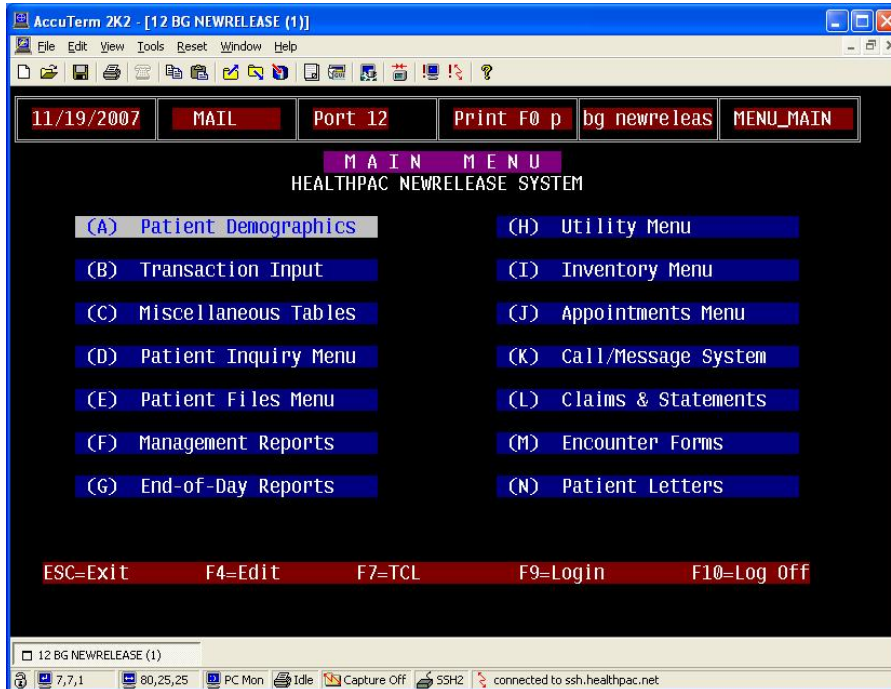 AccuTerm 2K2 - [12 BG NEWRELEASE (1)]
File Edit View Tools Reset Window Help
11/19/2007 MAIL Port 12 Print F0 p bg newreleas MENU_MAIN
M A I N M E N U
HEALTHPAC NEWRELEASE SYSTEM
(A) Patient Demographics (H) Utility Menu
(B) Transaction Input (I) Inventory Menu
(C) Miscellaneous Tables (J) Appointments Menu
(D) Patient Inquiry Menu (K) Call/Message System
(E) Patient Files Menu (L) Claims & Statements
(F) Management Reports (M) Encounter Forms
(G) End-of-Day Reports (N) Patient Letters
ESC=Exit F4=Edit F7=TCL F9=Login F10=Log Off
12 BG NEWRELEASE (1)
7,7,1 80,25,25 PC Mon Idle Capture Off SSH2 connected to ssh.healthpac.net